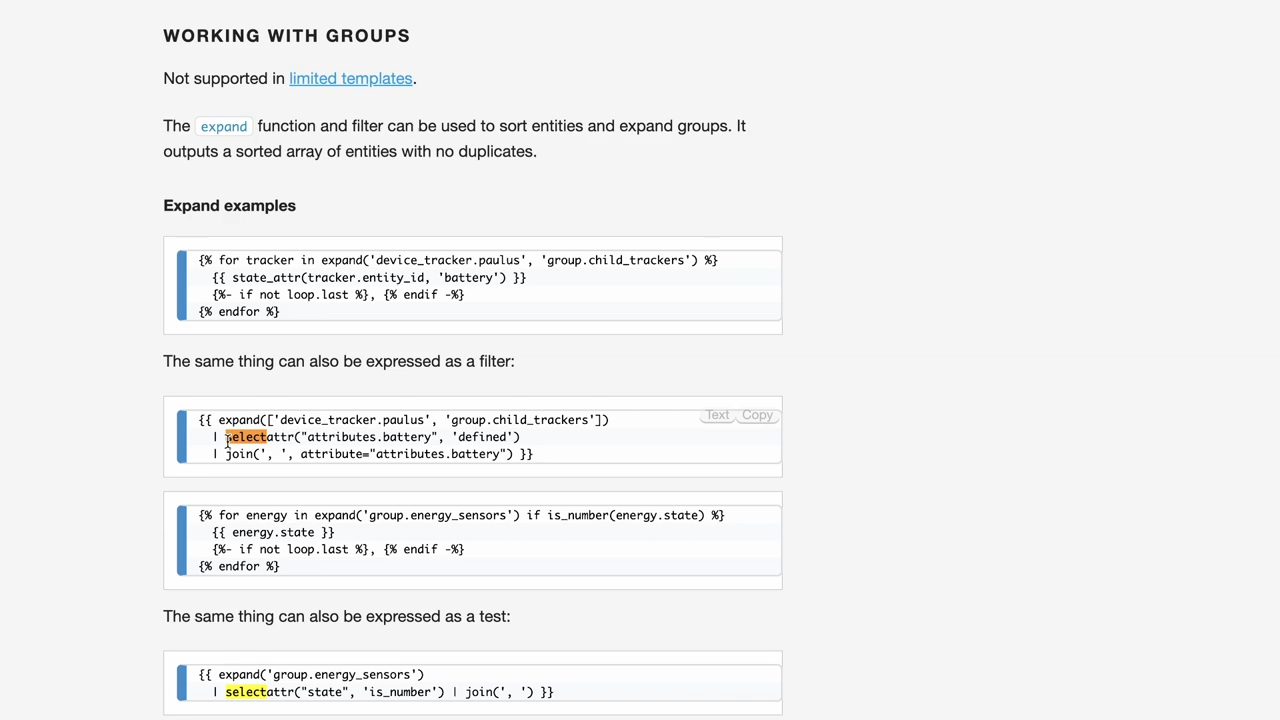 WORKING WITH GROUPS
Not supported in limited templates.
The expand function and filter can be used to sort entities and expand groups. It
outputs a sorted array of entities with no duplicates.
Expand examples
{% for tracker in expand('device_tracker.paulus', 'group.child_trackers') %}
{{ state_attr(tracker.entity_id, 'battery') }}
{%- if not loop.last %}, {% endif -%}
{% endfor %}
The same thing can also be expressed as a filter:
Text Copy
{{ expand(['device_tracker.paulus', 'group.child_trackers'])
| selectattr("attributes.battery", 'defined')
| join(', ', attribute="attributes.battery") }}
{% for energy in expand('group.energy_sensors') if is_number(energy.state) %}
{{ energy.state }}
{%- if not loop.last %}, {% endif -%}
{% endfor %}
The same thing can also be expressed as a test:
{{ expand('group.energy_sensors')
| selectattr("state", 'is_number') | join(', ') }}